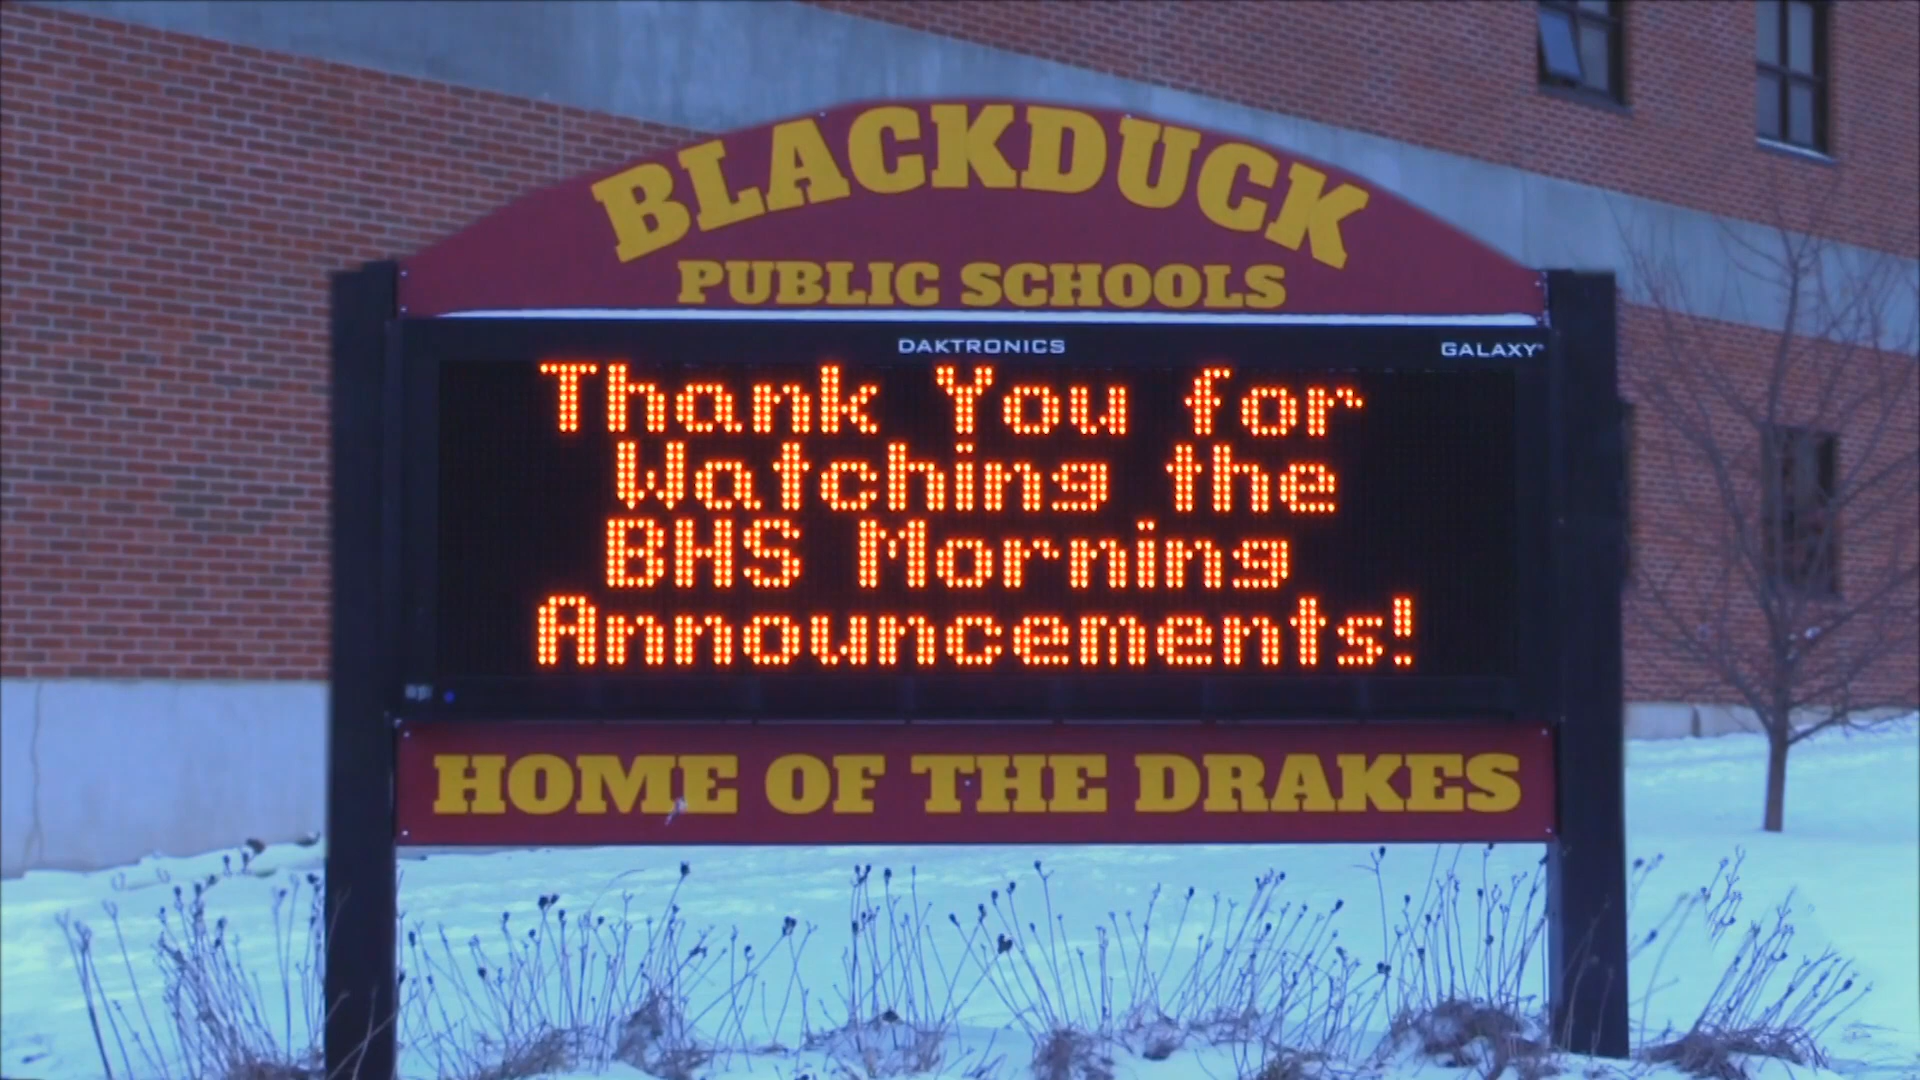 BLACKDUCK
PUBLIC SCHOOLS
DAKTRONICS GALAXY®
Thank You for
Watching the
BHS Morning
Announcements!
HOME OF THE DRAKES